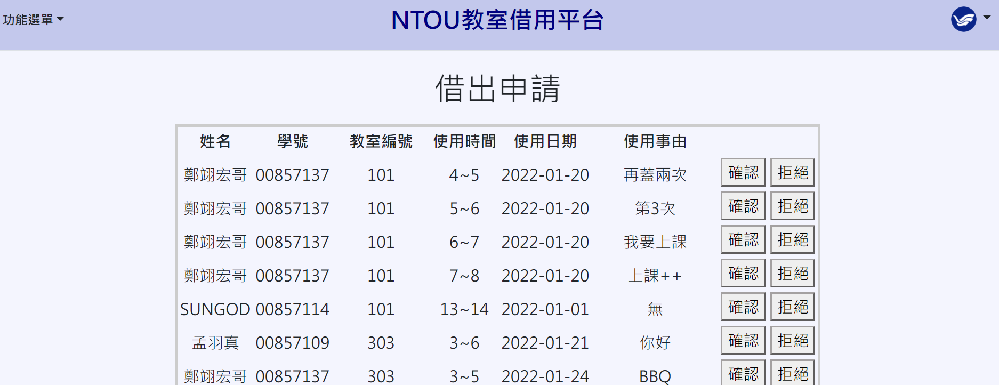 功能選單
NTOU教室借用平台
借出申請
姓名 學號 教室編號 使用時間 使用日期 使用事由
鄭翊宏哥 00857137 101 4~5 2022-01-20 再蓋兩次 確認 拒絕
鄭翊宏哥 00857137 101 5~6 2022-01-20 第3次 確認 拒絕
鄭翊宏哥 00857137 101 6~7 2022-01-20 我要上課 確認 拒絕
鄭翊宏哥 00857137 101 7~8 2022-01-20 上課++ 確認 拒絕
SUNGOD 00857114 101 13~14 2022-01-01 無 確認 拒絕
孟羽真 00857109 303 3~6 2022-01-21 你好 確認 拒絕
鄭翊宏哥 00857137 303 3~5 2022-01-24 BBQ 確認 拒絕